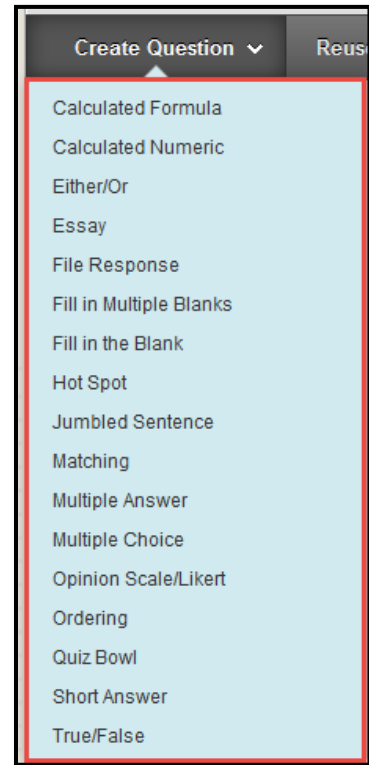 Create Question Reus
Calculated Formula
Calculated Numeric
Either/Or
Essay
File Response
Fill in Multiple Blanks
Fill in the Blank
Hot Spot
Jumbled Sentence
Matching
Multiple Answer
Multiple Choice
Opinion Scale/Likert
Ordering
Quiz Bowl
Short Answer
True/False